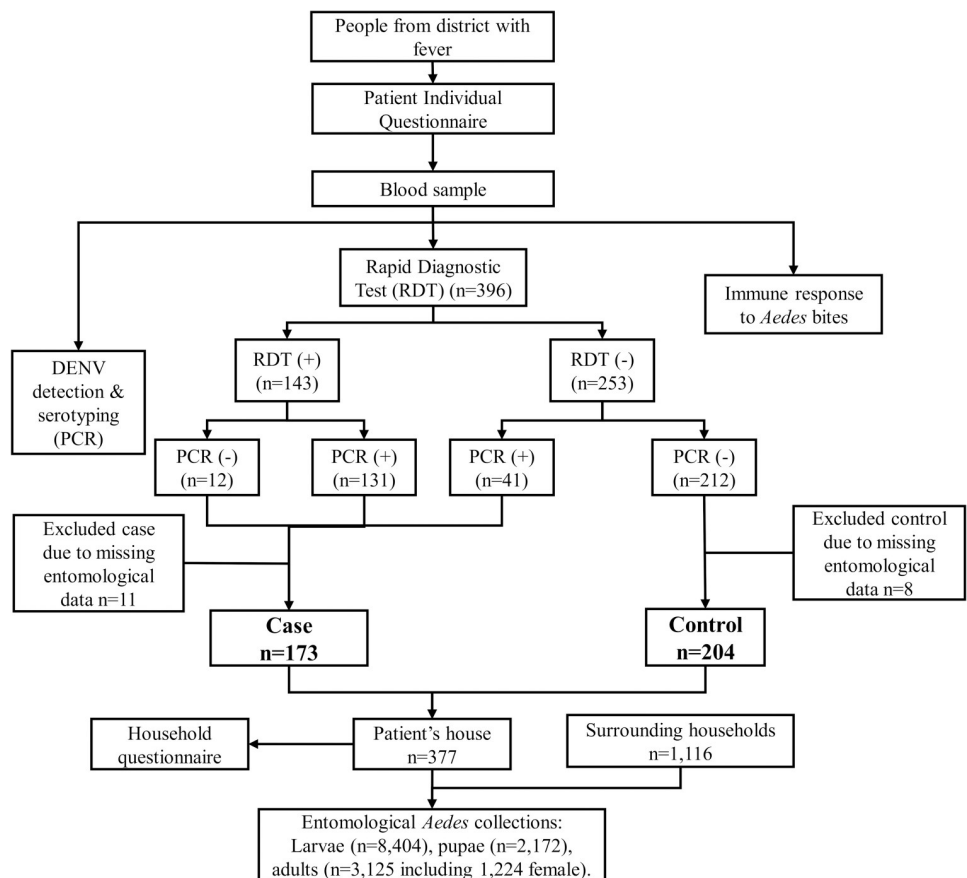 People from district with
fever
Patient Individual
Questionnaire
Blood sample
Rapid Diagnostic
Test (RDT) (n=396)
Immune response
to Aedes bites
DENV
detection &
serotyping
(PCR)
RDT (+)
(n=143)
RDT (-)
(n=253)
PCR (-)
(n=12)
PCR (+)
(n=131)
PCR (+)
(n=41)
PCR (-)
(n=212)
Excluded case
due to missing
entomological
data n=11
Excluded control
due to missing
entomological
data n=8
Case
n=173
Control
n=204
Household
questionnaire
Patient’s house
n=377
Surrounding households
n=1,116
Entomological Aedes collections:
Larvae (n=8,404), pupae (n=2,172),
adults (n=3,125 including 1,224 female).